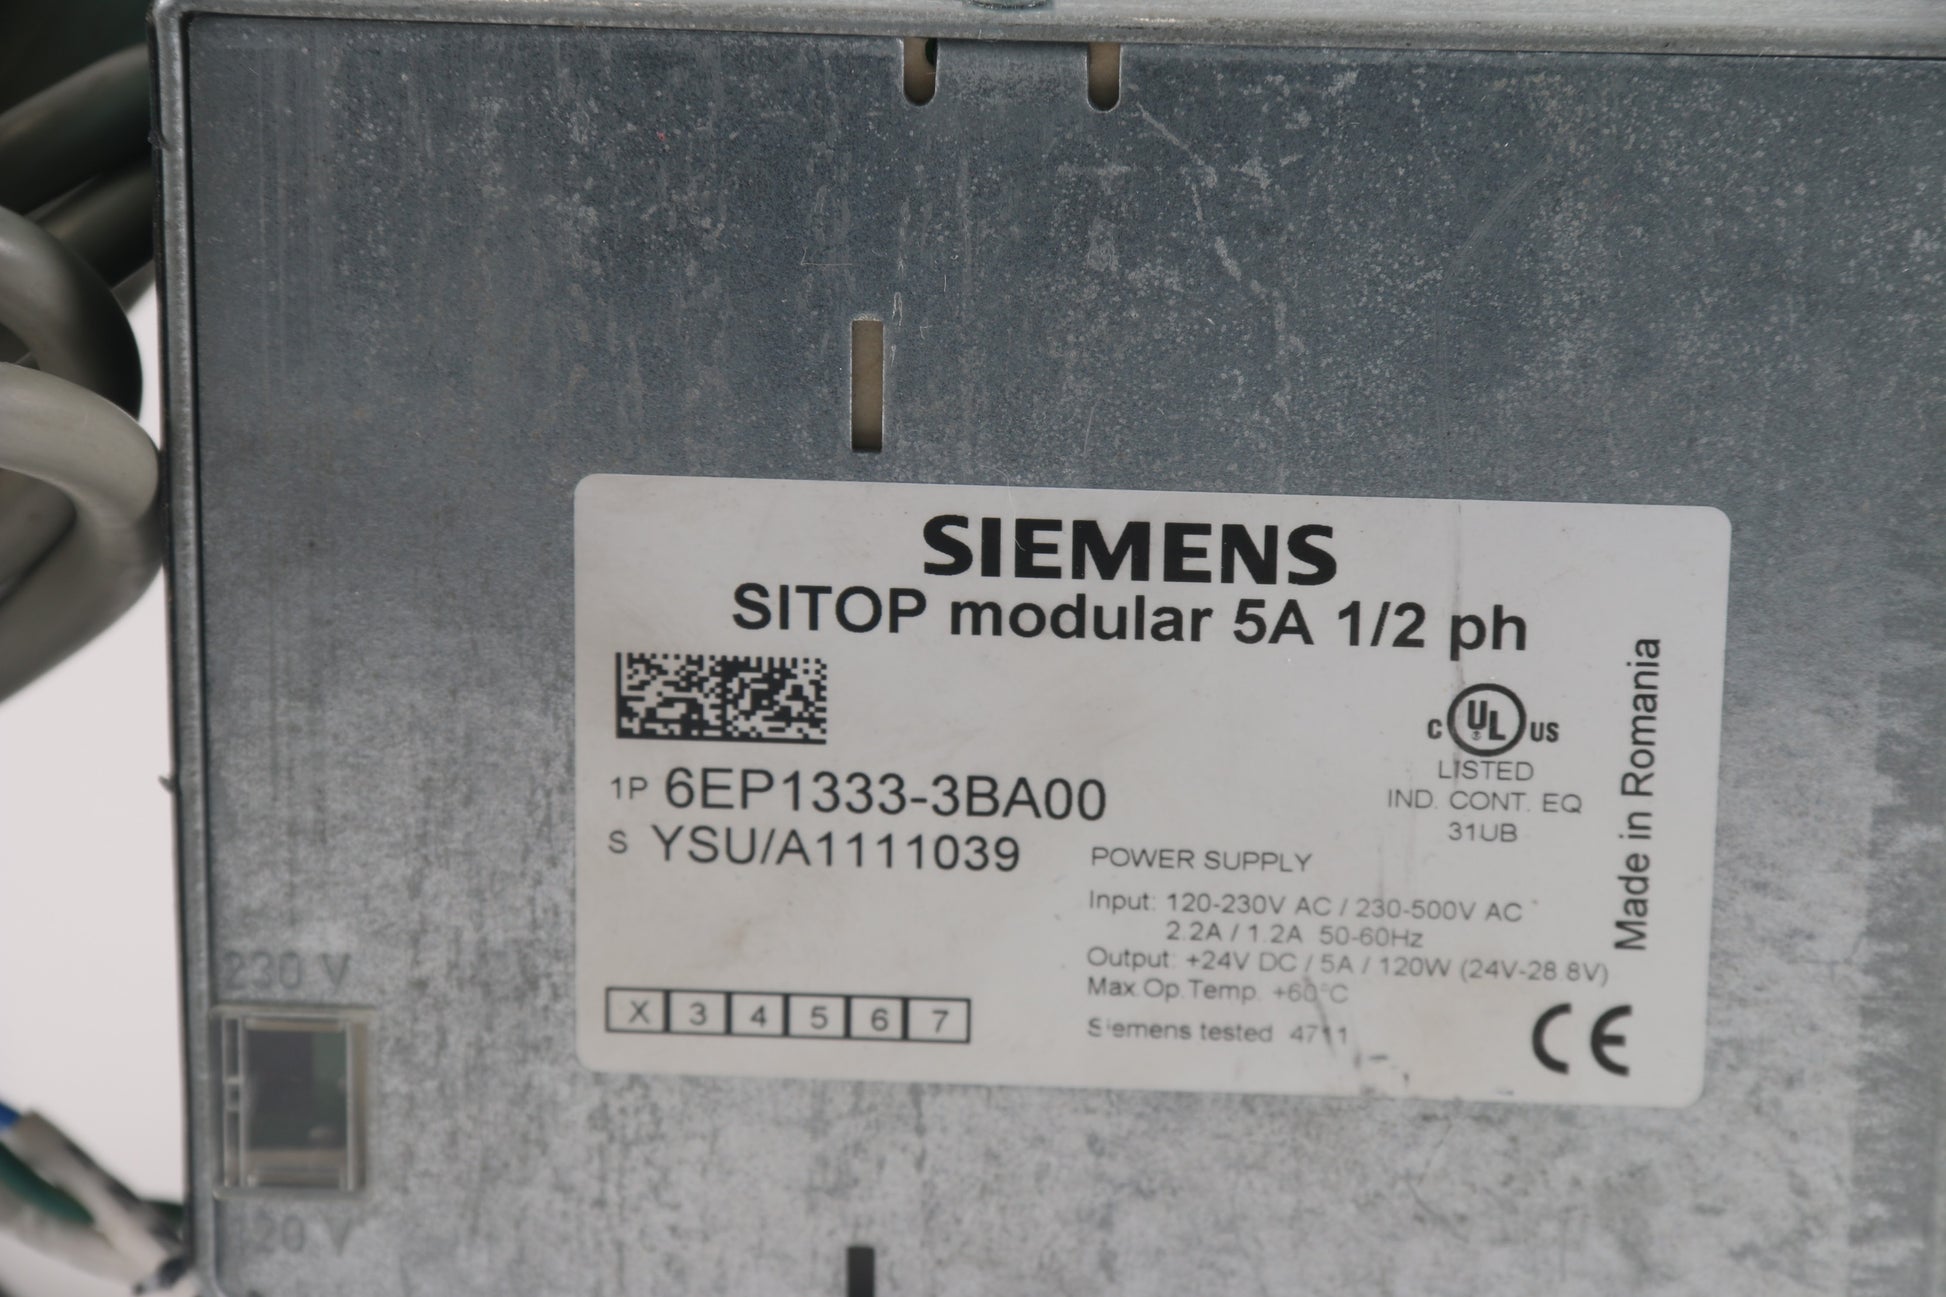 SIEMENS
SITOP modular 5A 1/2 ph
C UL US
LISTED
IND. CONT. EQ
31UB
Made in Romania
1P 6EP1333-3BA00
S YSU/A1111039
POWER SUPPLY
Input: 120-230V AC / 230-500V AC
2.2A / 1.2A 50-60Hz
Output: +24V DC / 5A / 120W (24V-28.8V)
Max.Op.Temp. +60°C
Siemens tested 4711
X 3 4 5 6 7
CE
230 V
120 V